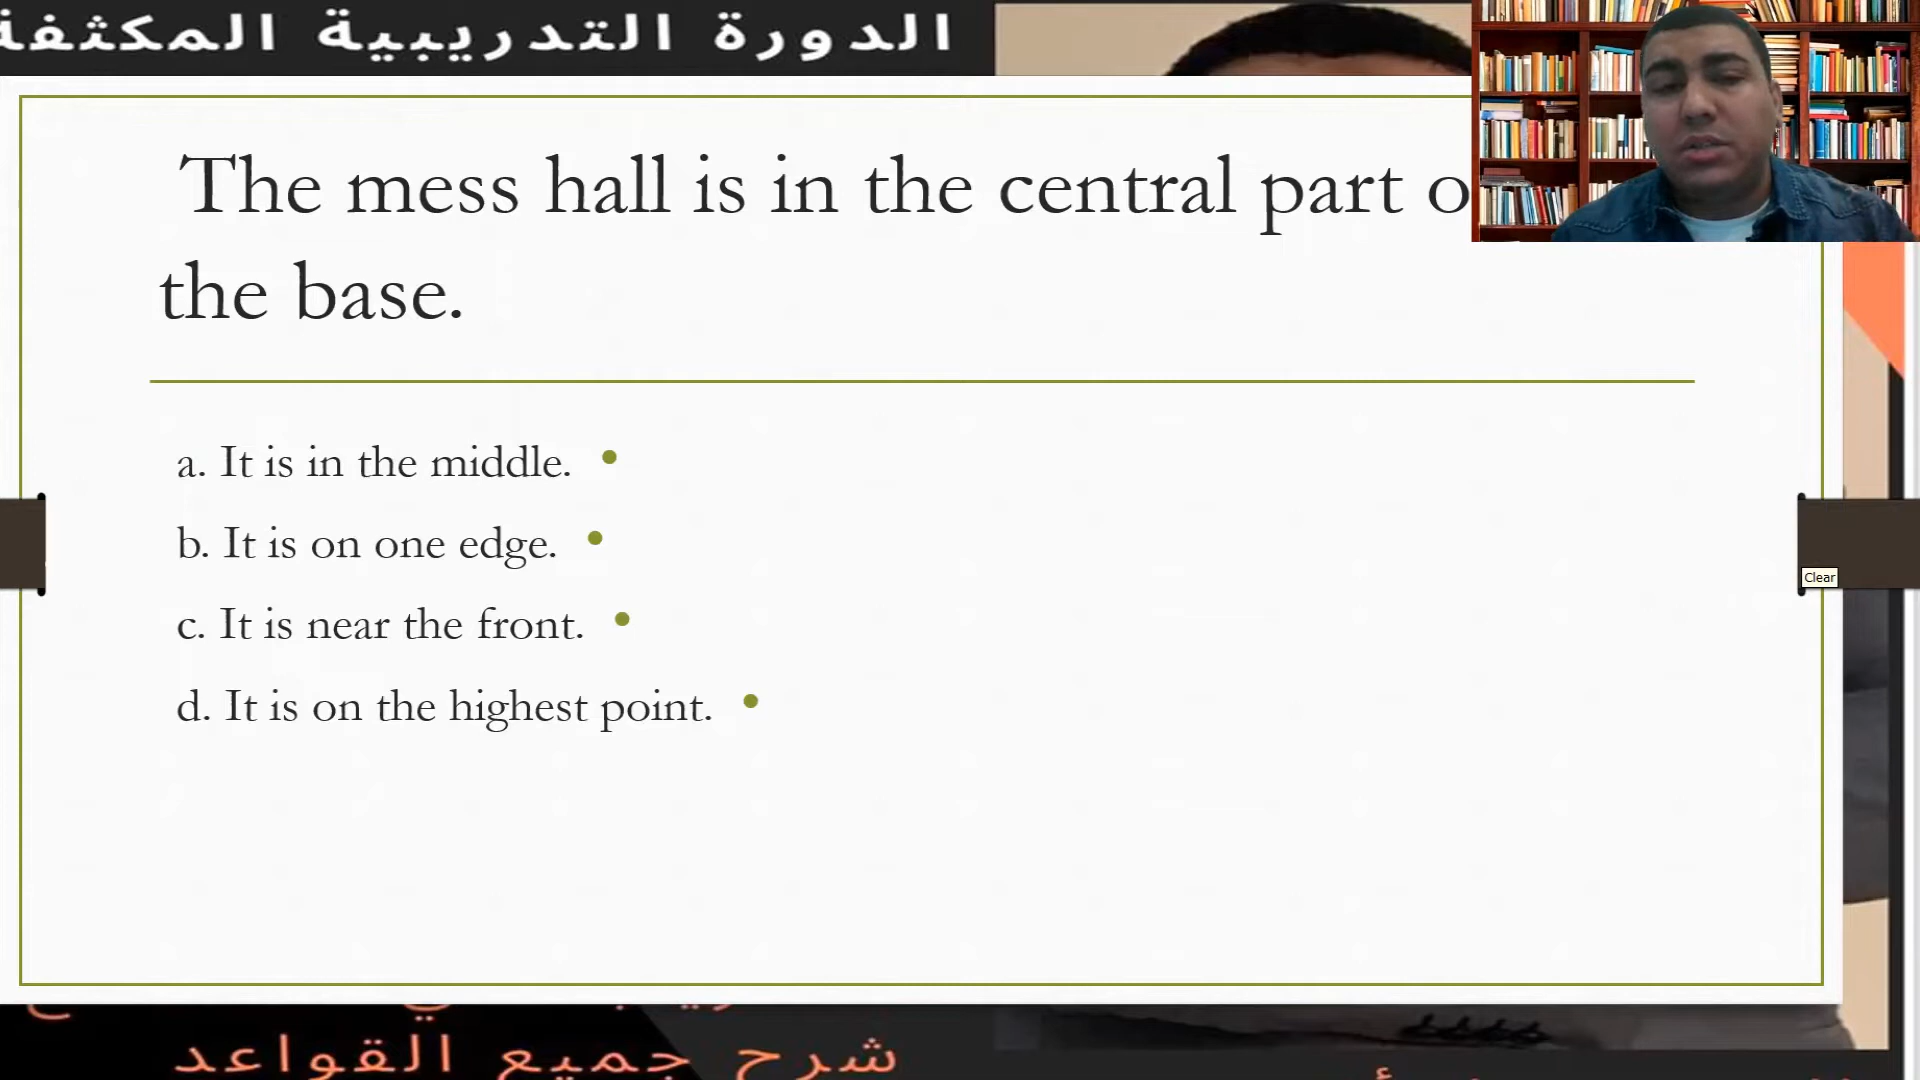 الدورة التدريبية المكثفة
The mess hall is in the central part o
the base.
a. It is in the middle.
b. It is on one edge.
c. It is near the front.
d. It is on the highest point.
Clear
شرح جميع القواعد